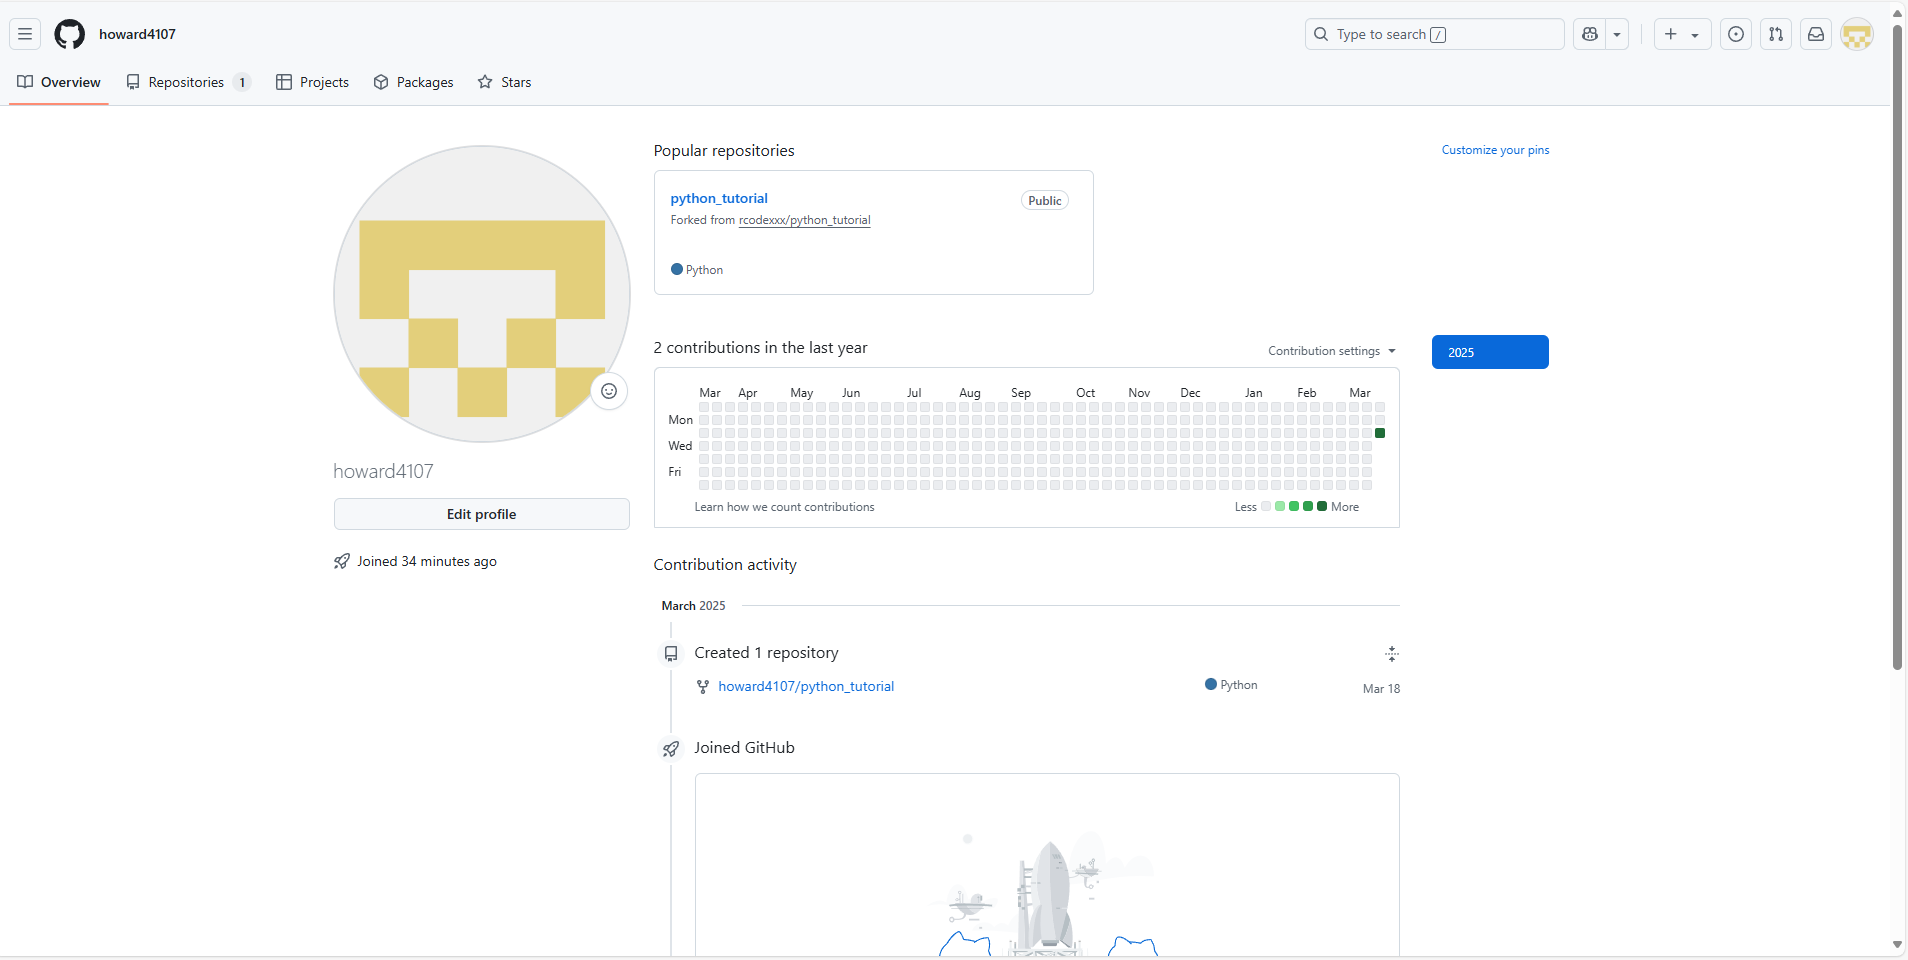 howard4107
Type to search /
Overview
Repositories 1
Projects
Packages
Stars
Popular repositories
Customize your pins
python_tutorial
Public
Forked from rcodexxx/python_tutorial
Python
2 contributions in the last year
Contribution settings
2025
Mar Apr May Jun Jul Aug Sep Oct Nov Dec Jan Feb Mar
Mon
Wed
Fri
Learn how we count contributions
Less More
howard4107
Edit profile
Joined 34 minutes ago
Contribution activity
March 2025
Created 1 repository
howard4107/python_tutorial
Python
Mar 18
Joined GitHub